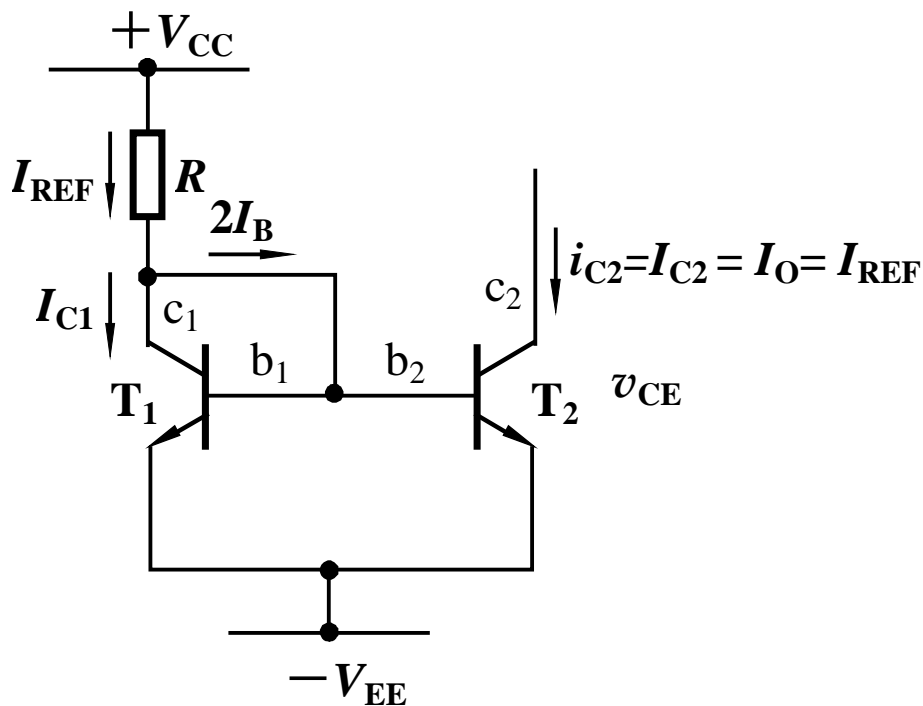 +V_CC
I_REF
R
2I_B
i_C2=I_C2 = I_O= I_REF
I_C1
c_1
c_2
b_1
b_2
T_1
T_2
v_CE
−V_EE